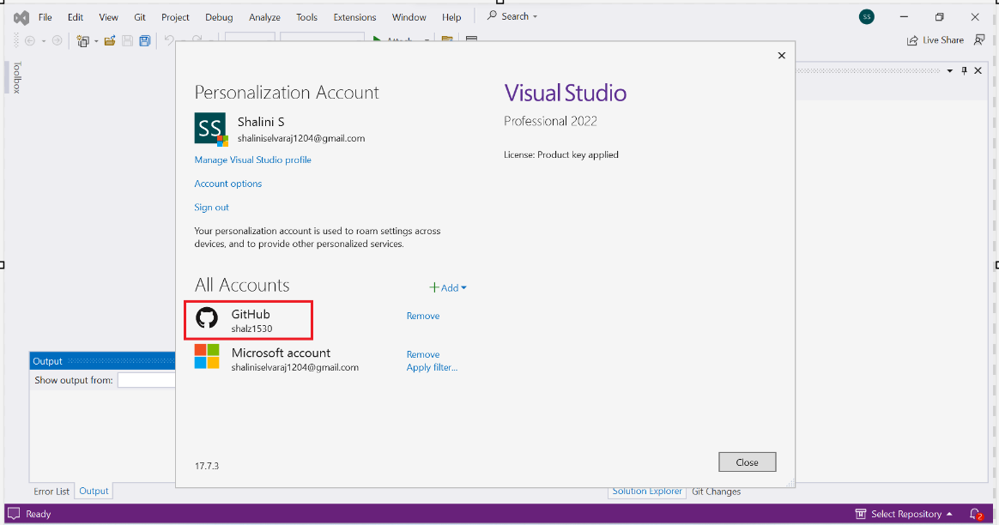 File Edit View Git Project Debug Analyze Tools Extensions Window Help Search SS
Live Share
Toolbox
Personalization Account
SS
Shalini S
shaliniselvaraj1204@gmail.com
Manage Visual Studio profile
Account options
Sign out
Your personalization account is used to roam settings across
devices, and to provide other personalized services.
All Accounts
Add
GitHub
shalz1530
Remove
Microsoft account
shaliniselvaraj1204@gmail.com
Remove
Apply filter...
17.7.3
Visual Studio
Professional 2022
License: Product key applied
Close
Output
Show output from:
Error List Output
Solution Explorer Git Changes
Ready
Select Repository
2